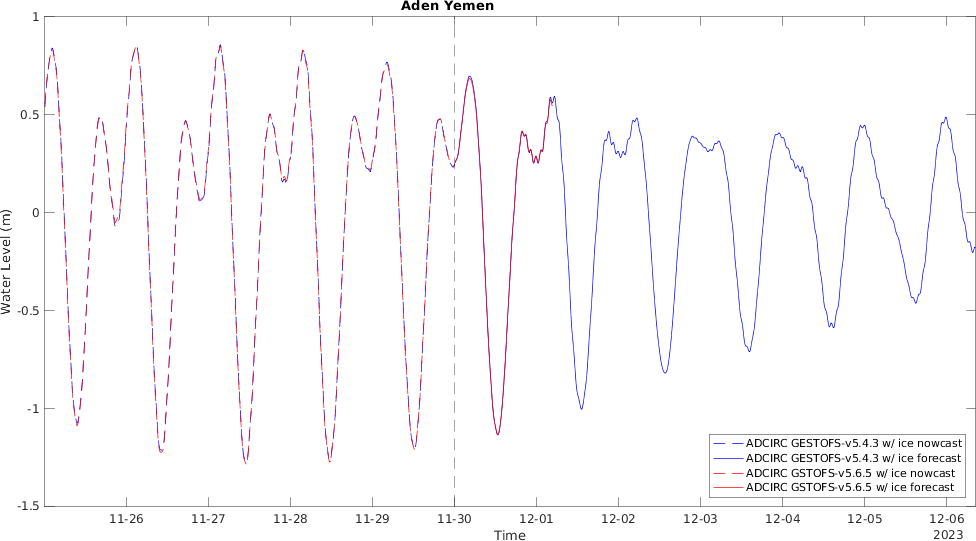 Aden Yemen
1
0.5
0
-0.5
-1
-1.5
Water Level (m)
ADCIRC GESTOFS-v5.4.3 w/ ice nowcast
ADCIRC GESTOFS-v5.4.3 w/ ice forecast
ADCIRC GSTOFS-v5.6.5 w/ ice nowcast
ADCIRC GSTOFS-v5.6.5 w/ ice forecast
11-26 11-27 11-28 11-29 11-30 12-01 12-02 12-03 12-04 12-05 12-06
Time
2023